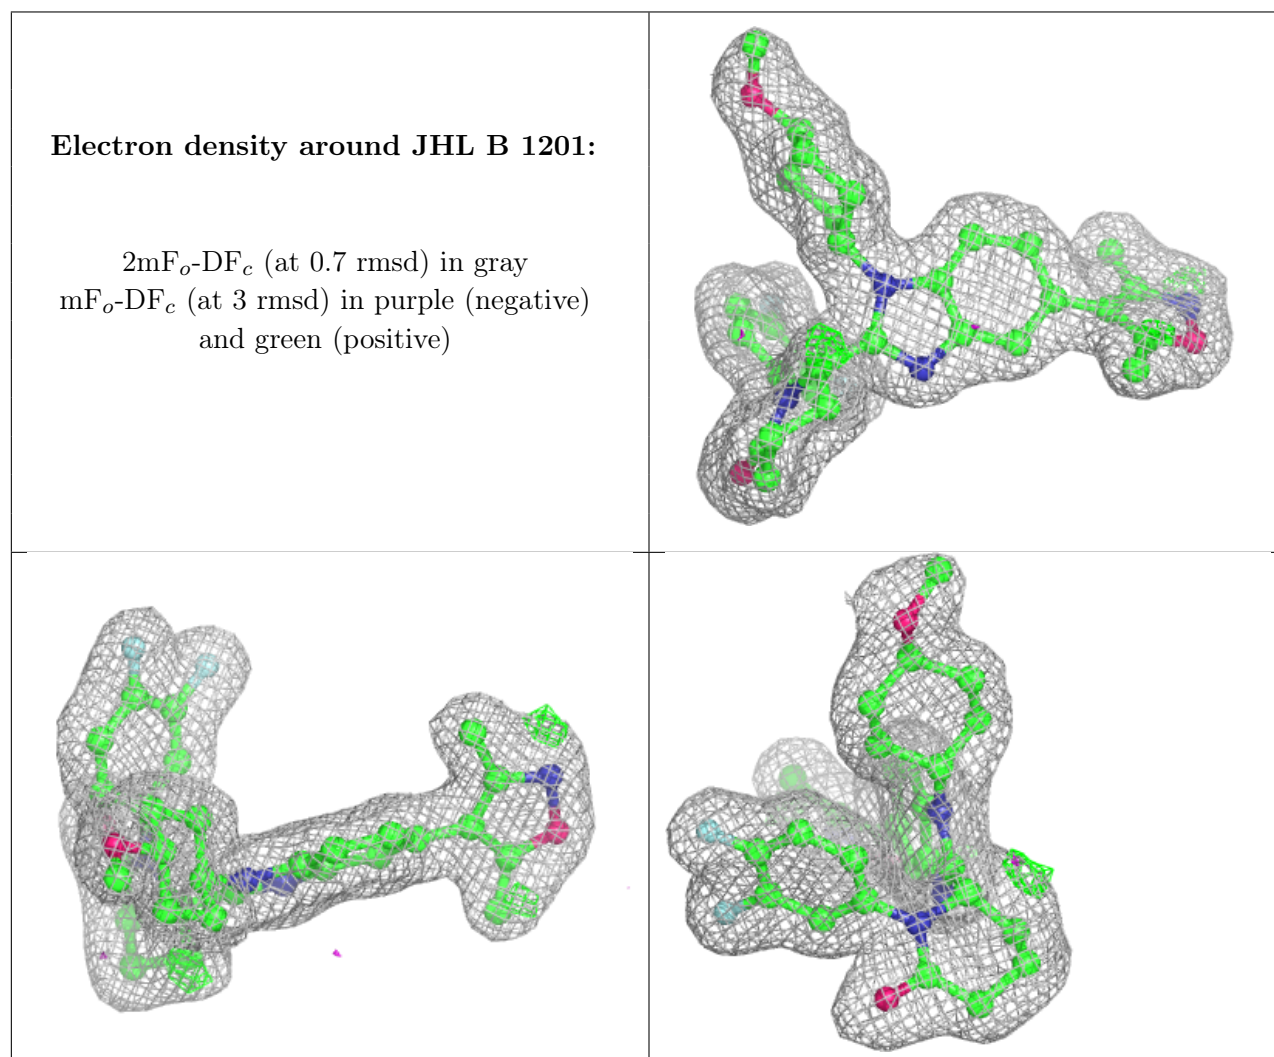 Electron density around JHL B 1201:
2mFₒ-DF𝒸 (at 0.7 rmsd) in gray
mFₒ-DF𝒸 (at 3 rmsd) in purple (negative)
and green (positive)